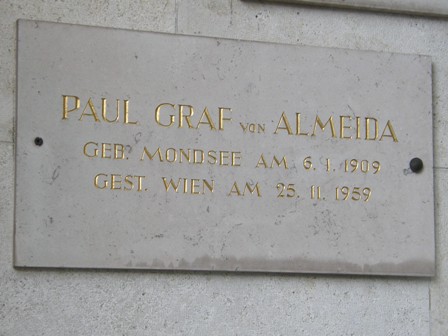 PAUL GRAF VON ALMEIDA
GEB. MONDSEE AM 6. 1. 1909
GEST. WIEN AM 25. 11. 1959